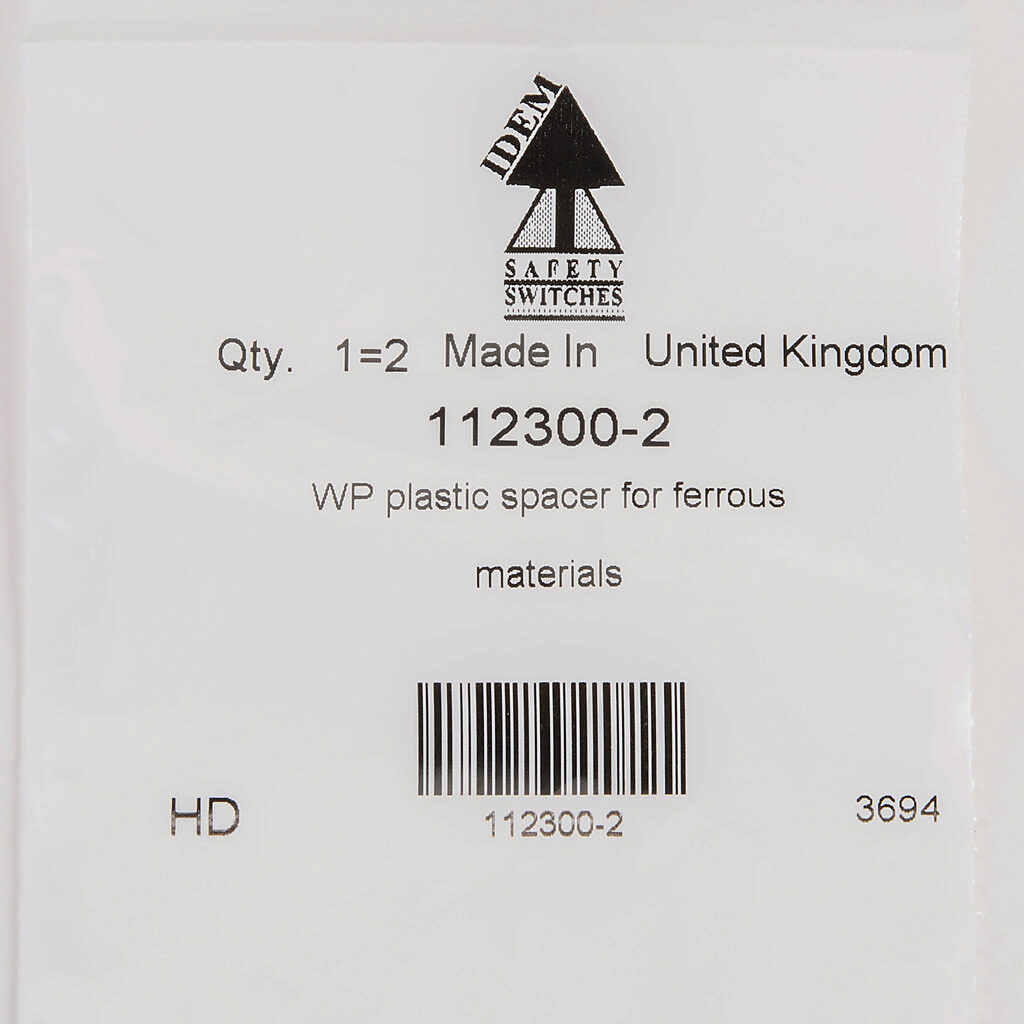 IDEM
SAFETY
SWITCHES
Qty. 1=2 Made In United Kingdom
112300-2
WP plastic spacer for ferrous
materials
112300-2
HD 3694